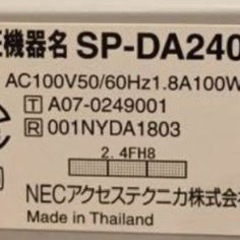 機器名 SP-DA240
AC100V50/60Hz1.8A100W
T A07-0249001
R 001NYDA1803
2.4FH8
NECアクセステクニカ株式会
Made in Thailand